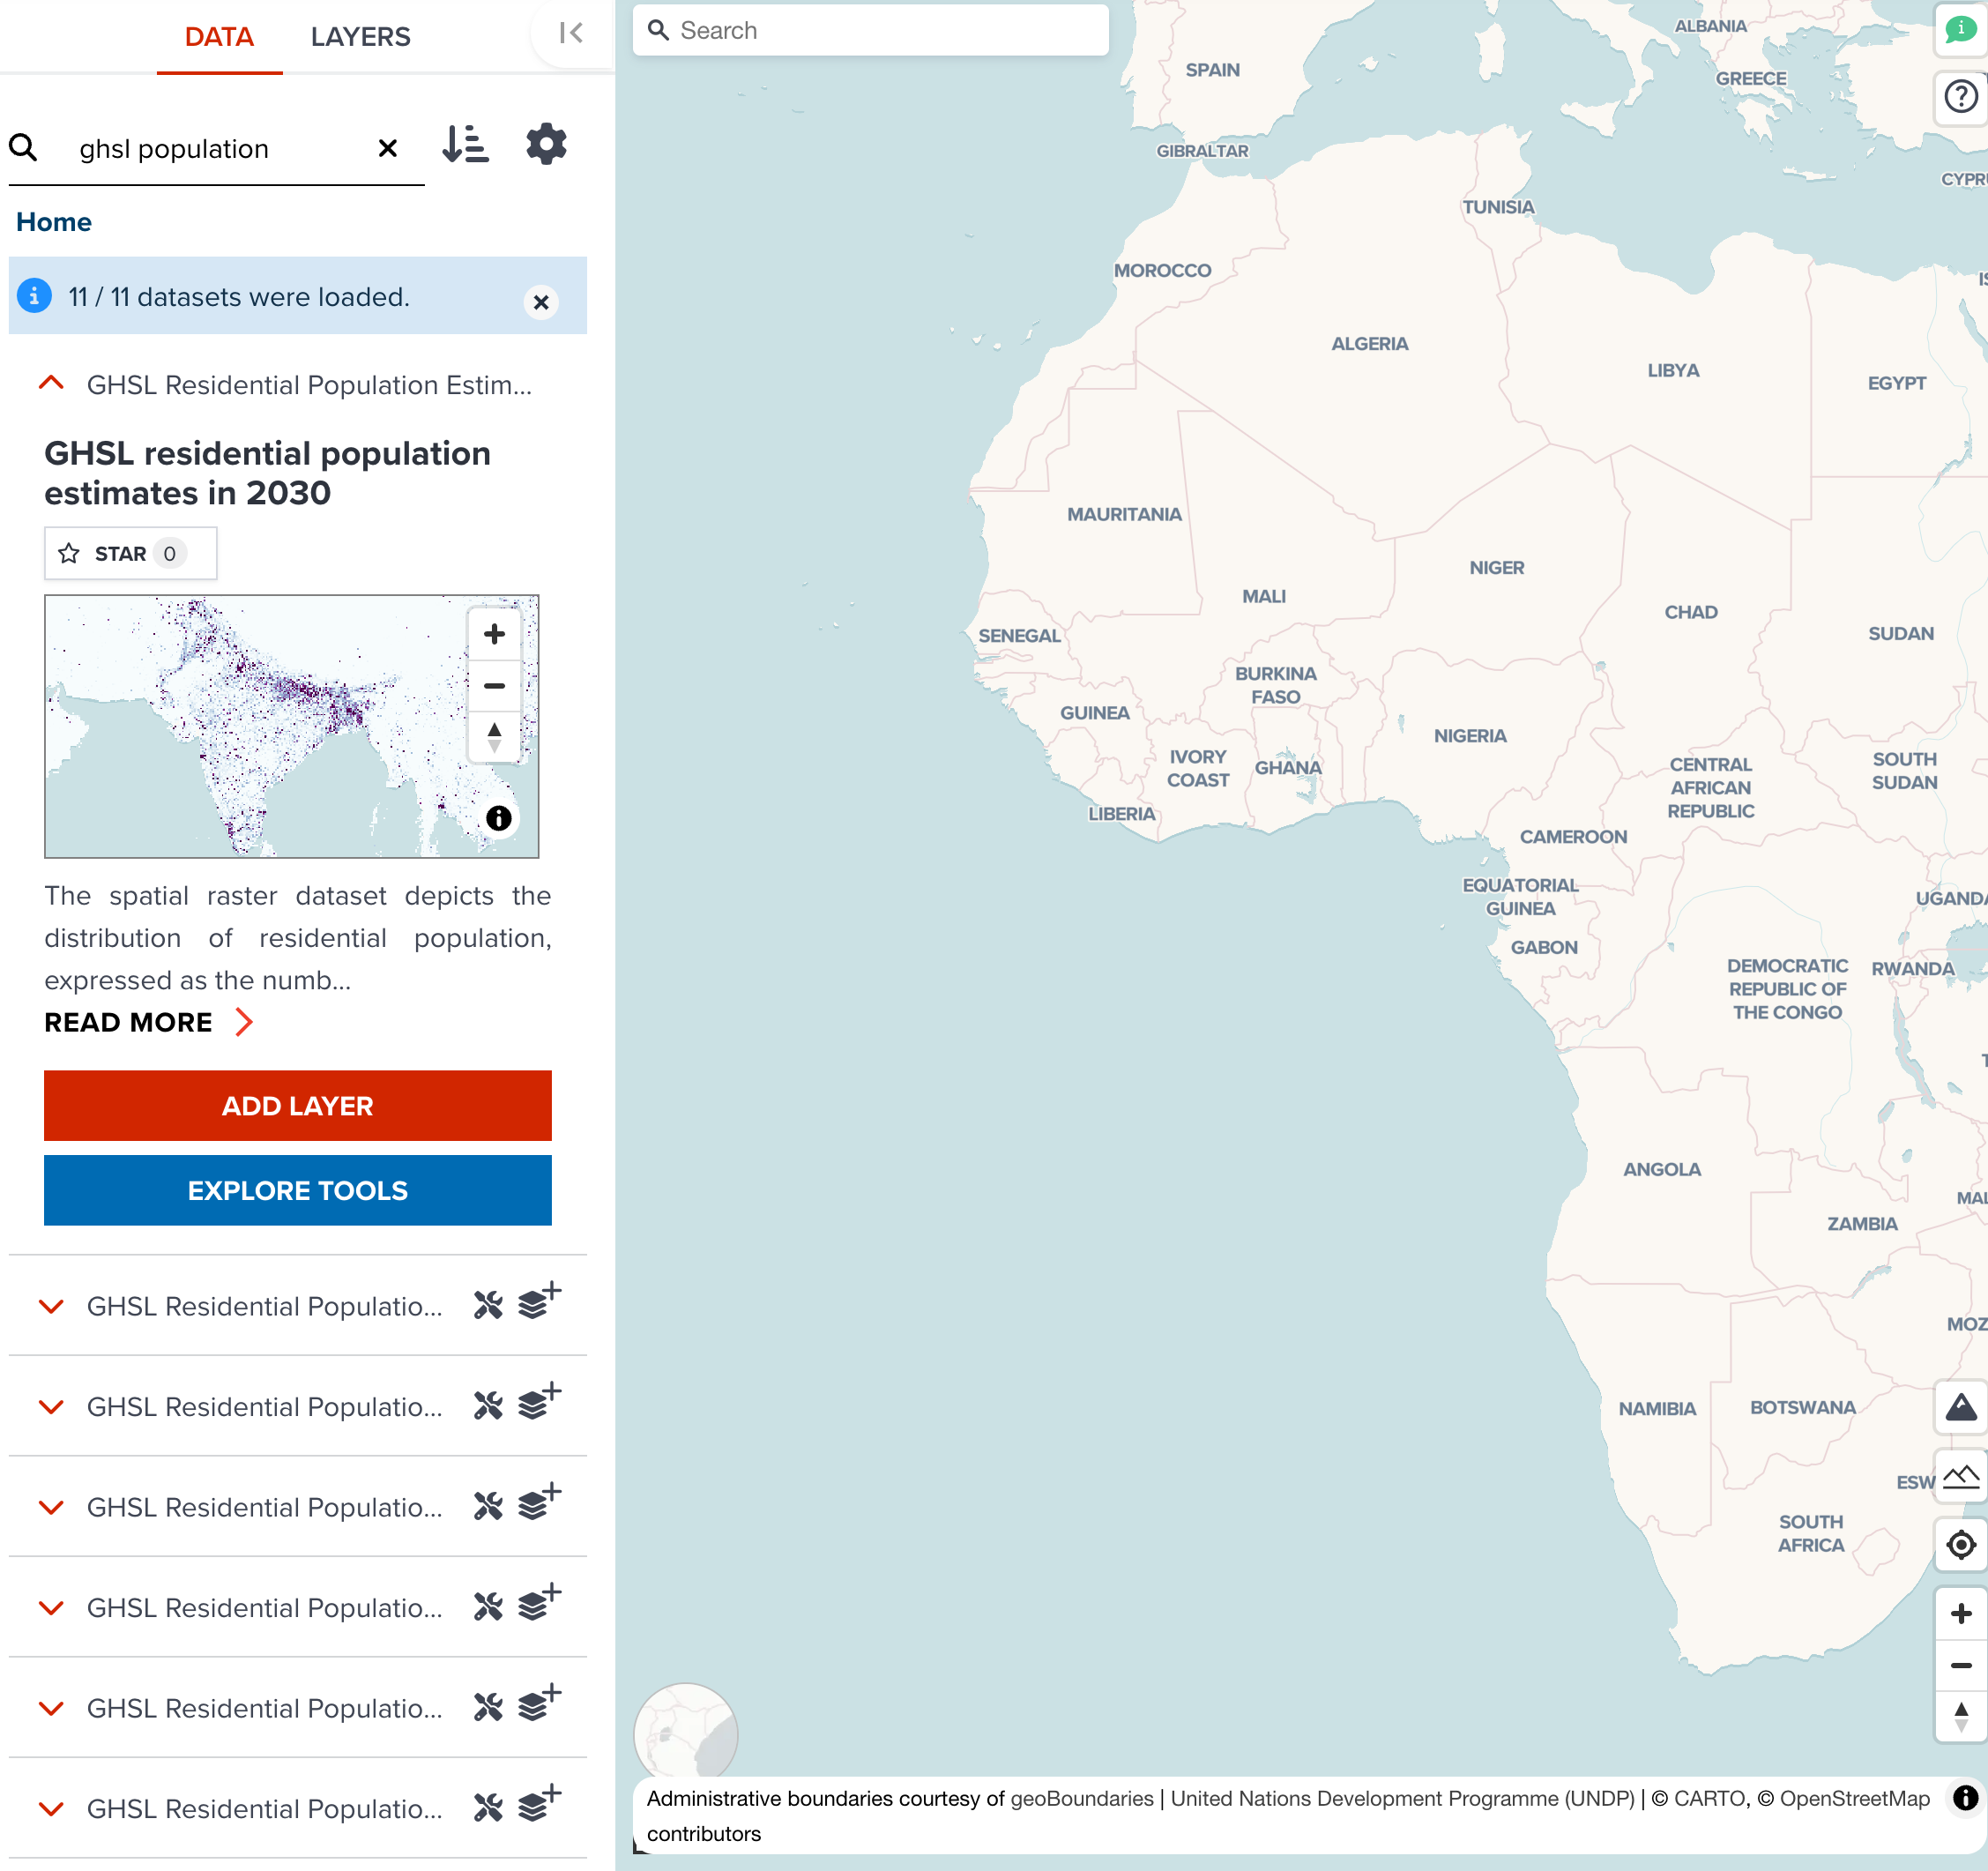 DATA
LAYERS
ghsl population
Home
11 / 11 datasets were loaded.
GHSL Residential Population Estim...
GHSL residential population
estimates in 2030
STAR 0
The spatial raster dataset depicts the
distribution of residential population,
expressed as the numb...
READ MORE
ADD LAYER
EXPLORE TOOLS
GHSL Residential Populatio...
GHSL Residential Populatio...
GHSL Residential Populatio...
GHSL Residential Populatio...
GHSL Residential Populatio...
GHSL Residential Populatio...
Search
ALBANIA
SPAIN
GREECE
GIBRALTAR
CYPR
TUNISIA
MOROCCO
IS
ALGERIA
LIBYA
EGYPT
MAURITANIA
NIGER
MALI
CHAD
SENEGAL
SUDAN
BURKINA
FASO
GUINEA
NIGERIA
IVORY
COAST
GHANA
CENTRAL
AFRICAN
REPUBLIC
SOUTH
SUDAN
LIBERIA
CAMEROON
EQUATORIAL
GUINEA
UGANDA
GABON
DEMOCRATIC
REPUBLIC OF
THE CONGO
RWANDA
T
ANGOLA
MAL
ZAMBIA
MOZ
NAMIBIA
BOTSWANA
ESW
SOUTH
AFRICA
Administrative boundaries courtesy of geoBoundaries | United Nations Development Programme (UNDP) | © CARTO, © OpenStreetMap
contributors